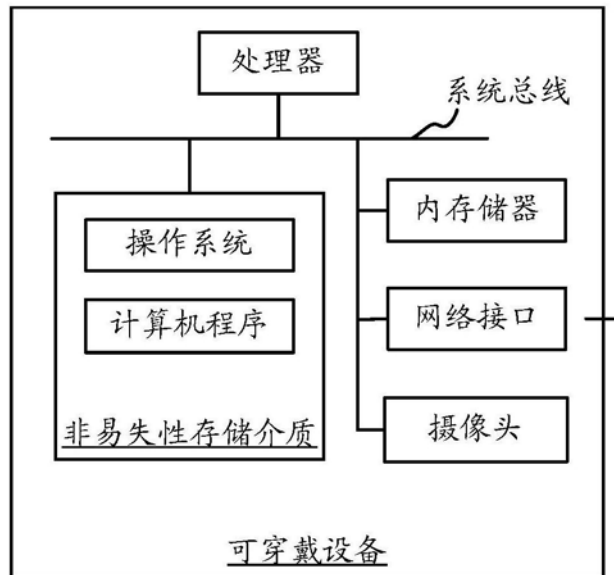 处理器
系统总线
操作系统
计算机程序
非易失性存储介质
内存储器
网络接口
摄像头
可穿戴设备